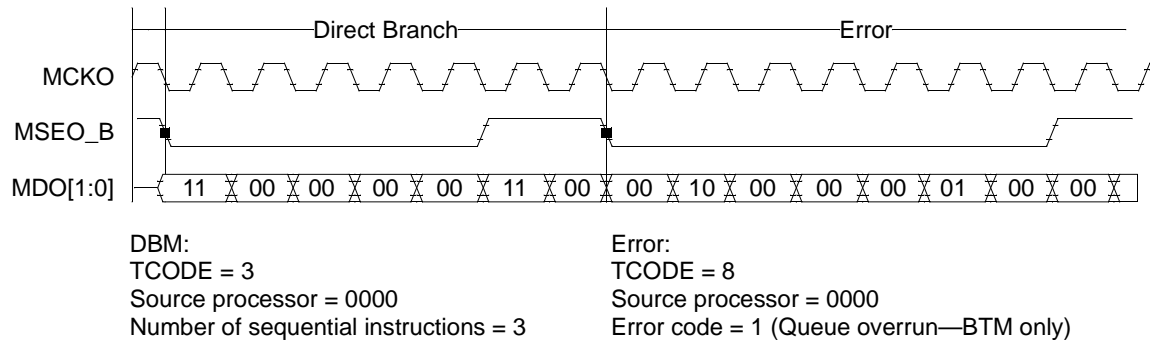 Direct Branch Error
MCKO
MSEO_B
MDO[1:0] 11 00 00 00 00 11 00 00 10 00 00 00 01 00 00
DBM:
TCODE = 3
Source processor = 0000
Number of sequential instructions = 3
Error:
TCODE = 8
Source processor = 0000
Error code = 1 (Queue overrun—BTM only)